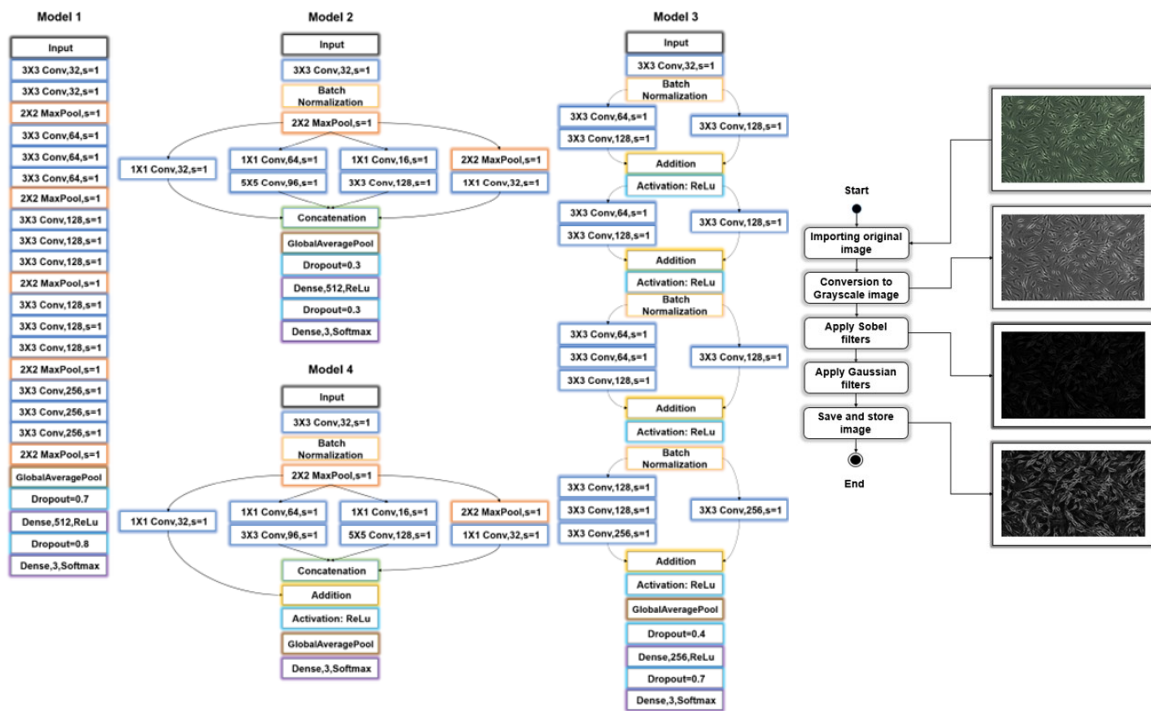 Model 1
Input
3X3 Conv,32,s=1
3X3 Conv,32,s=1
2X2 MaxPool,s=1
3X3 Conv,64,s=1
3X3 Conv,64,s=1
3X3 Conv,64,s=1
2X2 MaxPool,s=1
3X3 Conv,128,s=1
3X3 Conv,128,s=1
3X3 Conv,128,s=1
2X2 MaxPool,s=1
3X3 Conv,128,s=1
3X3 Conv,128,s=1
3X3 Conv,128,s=1
2X2 MaxPool,s=1
3X3 Conv,256,s=1
3X3 Conv,256,s=1
3X3 Conv,256,s=1
2X2 MaxPool,s=1
GlobalAveragePool
Dropout=0.7
Dense,512,ReLu
Dropout=0.8
Dense,3,Softmax
Model 2
Input
3X3 Conv,32,s=1
Batch
Normalization
2X2 MaxPool,s=1
1X1 Conv,32,s=1
1X1 Conv,64,s=1
5X5 Conv,96,s=1
1X1 Conv,16,s=1
3X3 Conv,128,s=1
2X2 MaxPool,s=1
1X1 Conv,32,s=1
Concatenation
GlobalAveragePool
Dropout=0.3
Dense,512,ReLu
Dropout=0.3
Dense,3,Softmax
Model 4
Input
3X3 Conv,32,s=1
Batch
Normalization
2X2 MaxPool,s=1
1X1 Conv,32,s=1
1X1 Conv,64,s=1
3X3 Conv,96,s=1
1X1 Conv,16,s=1
5X5 Conv,128,s=1
2X2 MaxPool,s=1
1X1 Conv,32,s=1
Concatenation
Addition
Activation: ReLu
GlobalAveragePool
Dense,3,Softmax
Model 3
Input
3X3 Conv,32,s=1
Batch
Normalization
3X3 Conv,64,s=1
3X3 Conv,128,s=1
3X3 Conv,128,s=1
Addition
Activation: ReLu
3X3 Conv,64,s=1
3X3 Conv,128,s=1
3X3 Conv,128,s=1
Addition
Activation: ReLu
Batch
Normalization
3X3 Conv,64,s=1
3X3 Conv,64,s=1
3X3 Conv,128,s=1
3X3 Conv,128,s=1
Addition
Activation: ReLu
Batch
Normalization
3X3 Conv,128,s=1
3X3 Conv,128,s=1
3X3 Conv,256,s=1
3X3 Conv,256,s=1
Addition
Activation: ReLu
GlobalAveragePool
Dropout=0.4
Dense,256,ReLu
Dropout=0.7
Dense,3,Softmax
Start
Importing original
image
Conversion to
Grayscale image
Apply Sobel
filters
Apply Gaussian
filters
Save and store
image
End